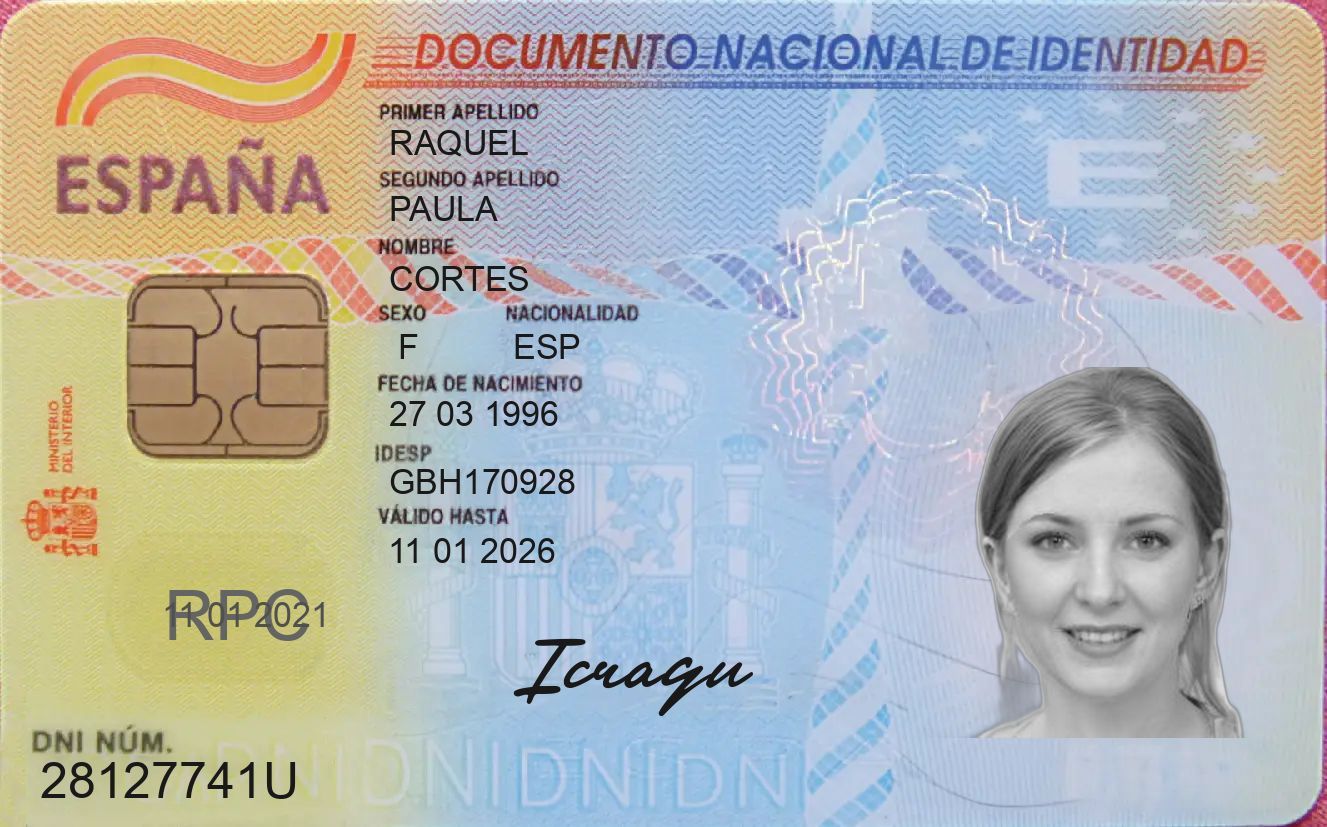 DOCUMENTO NACIONAL DE IDENTIDAD
ESPAÑA
PRIMER APELLIDO
RAQUEL
SEGUNDO APELLIDO
PAULA
NOMBRE
CORTES
SEXO NACIONALIDAD
F ESP
FECHA DE NACIMIENTO
27 03 1996
IDESP
GBH170928
VÁLIDO HASTA
11 01 2026
MINISTERIO
DEL INTERIOR
RPC
11 01 2021
Icragu
DNI NÚM.
28127741U
DNIDNIDNIDN
E